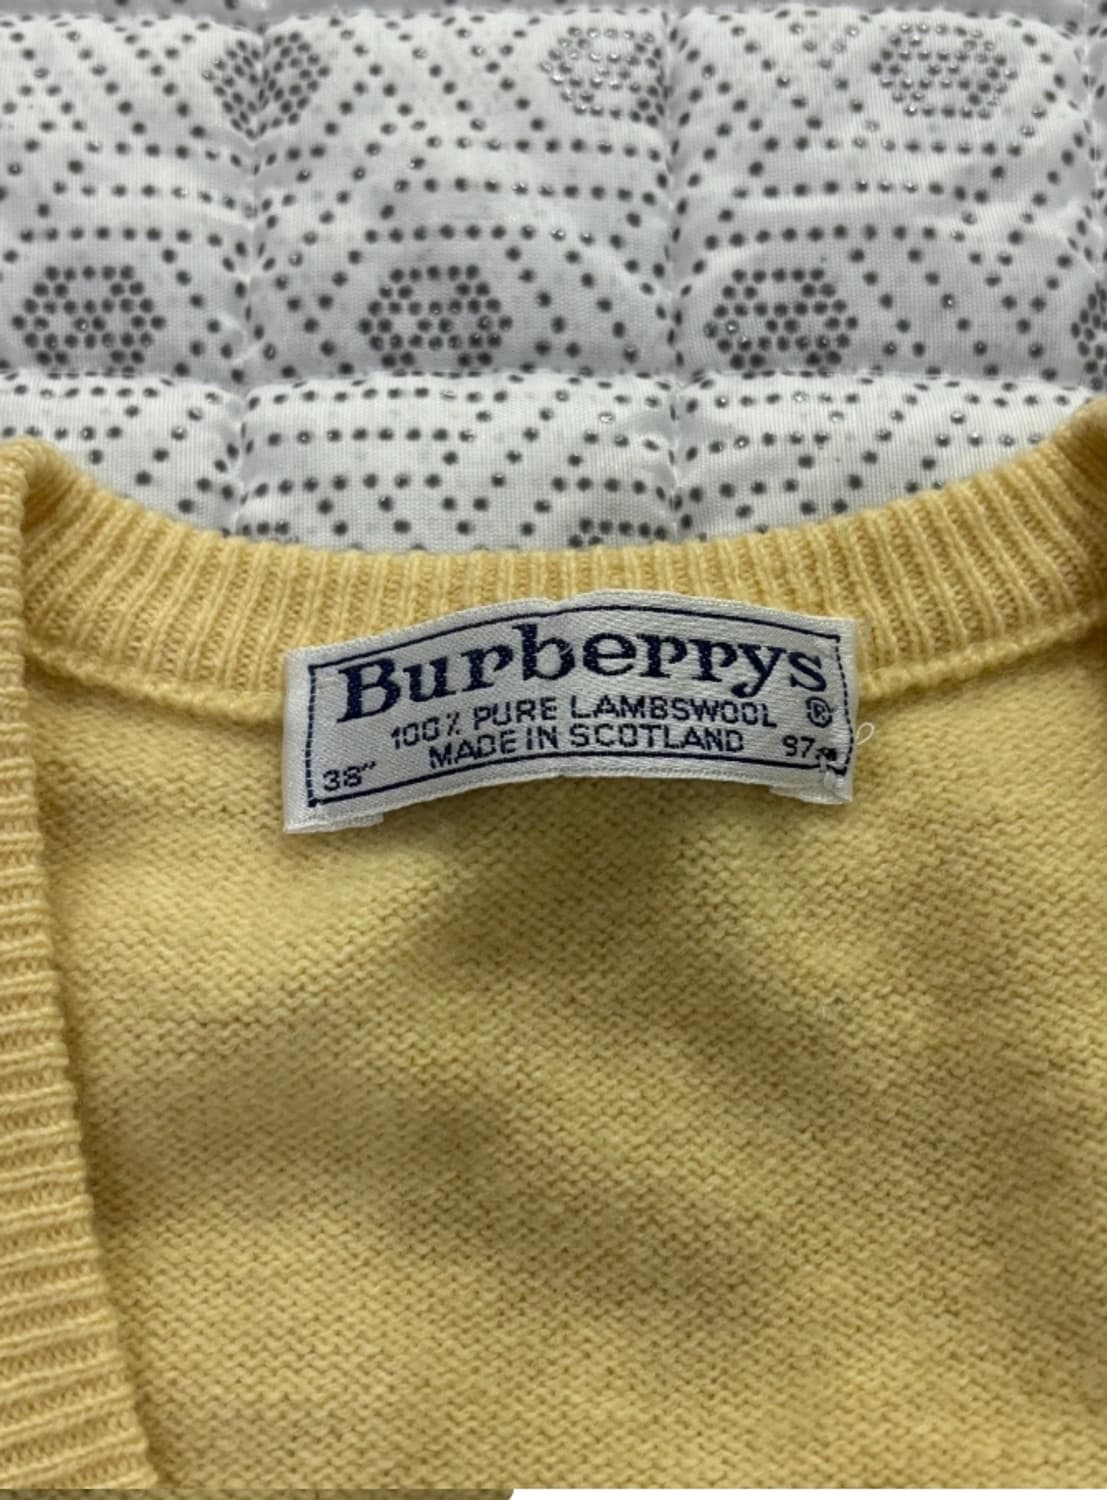 Burberrys
100% PURE LAMBSWOOL ®
MADE IN SCOTLAND
38" 97